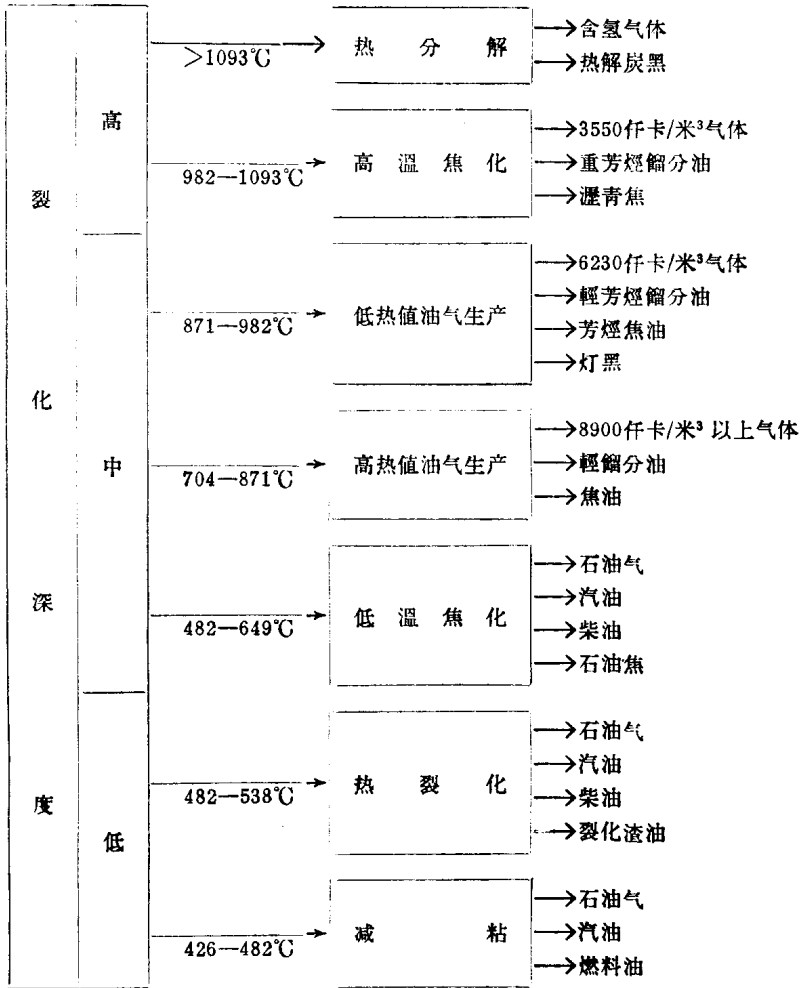 裂化深度
高
>1093℃
热分解
含氢气体
热解炭黑
982—1093℃
高溫焦化
3550仟卡/米³气体
重芳烴餾分油
瀝青焦
中
871—982℃
低热値油气生产
6230仟卡/米³气体
輕芳烴餾分油
芳烴焦油
灯黑
704—871℃
高热値油气生产
8900仟卡/米³以上气体
輕餾分油
焦油
482—649℃
低溫焦化
石油气
汽油
柴油
石油焦
低
482—538℃
热裂化
石油气
汽油
柴油
裂化渣油
426—482℃
减粘
石油气
汽油
燃料油